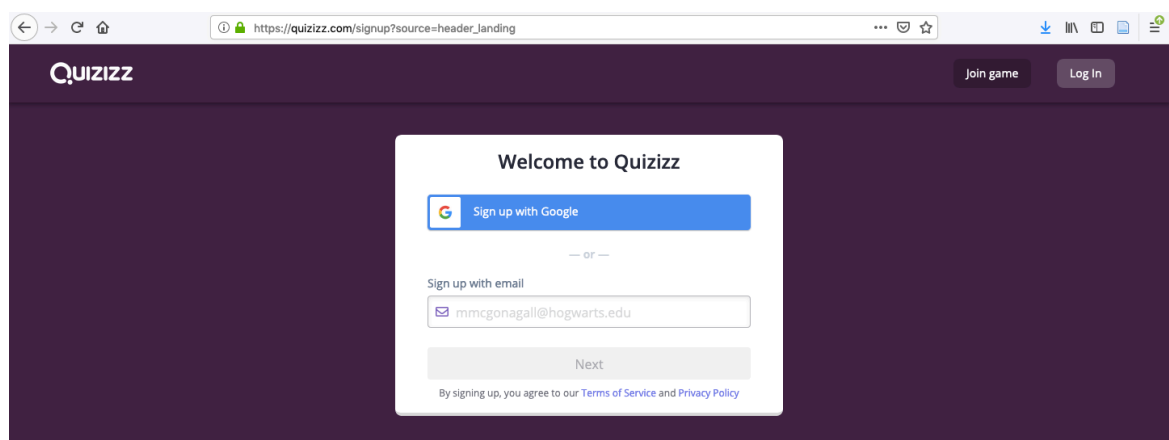 https://quizizz.com/signup?source=header_landing
Quizizz
Join game
Log In
Welcome to Quizizz
G
Sign up with Google
— or —
Sign up with email
mmcgonagall@hogwarts.edu
Next
By signing up, you agree to our Terms of Service and Privacy Policy